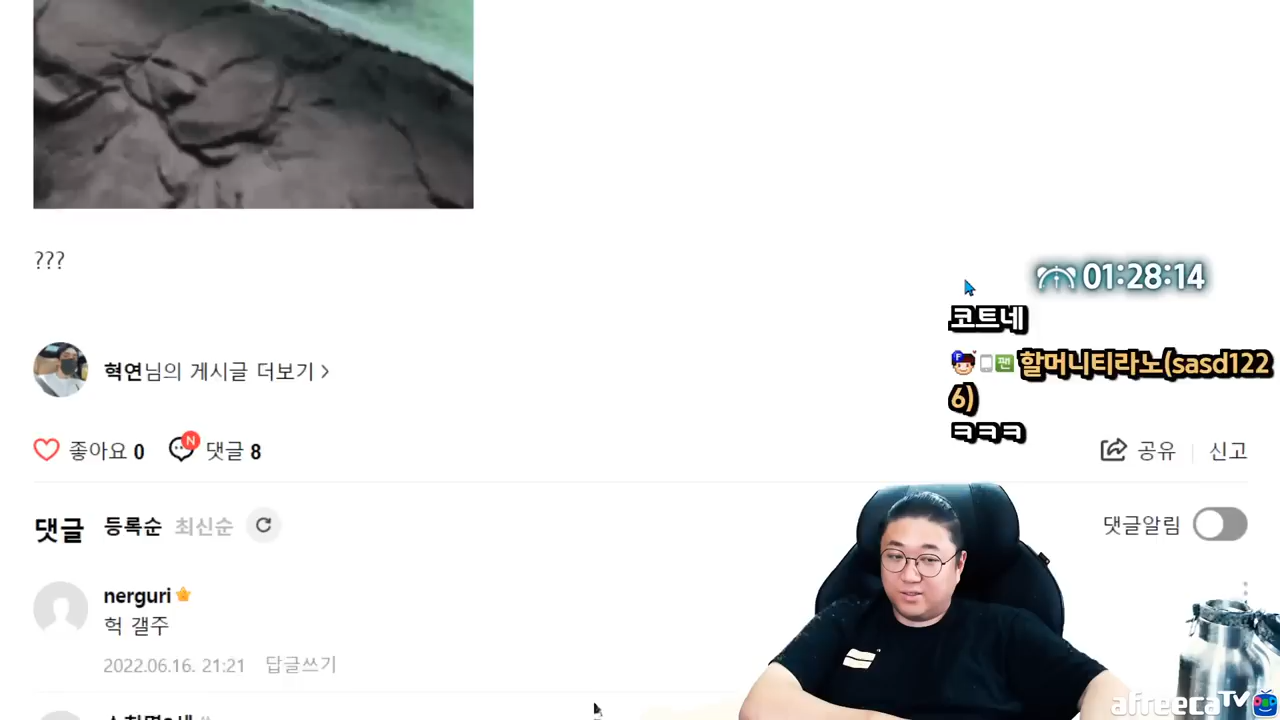 ???
01:28:14
코트네
할머니티라노(sasd122
6)
ㅋㅋㅋ
혁연님의 게시글 더보기 >
좋아요 0 댓글 8
공유 신고
댓글 등록순 최신순
댓글알림
nerguri
헉 갤주
2022.06.16. 21:21 답글쓰기
afreecaTV